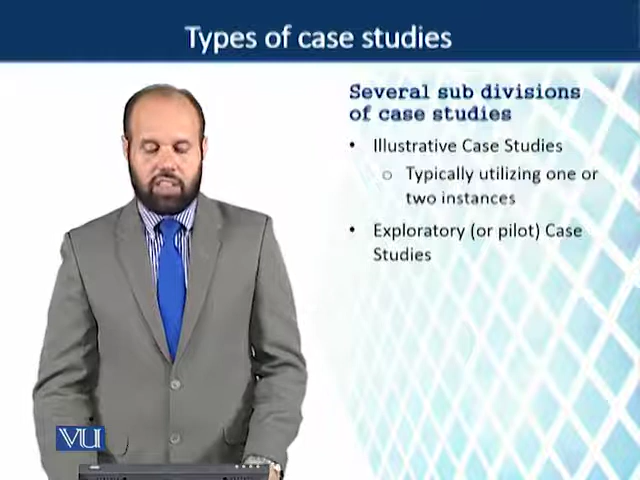 Types of case studies
Several sub divisions
of case studies
• Illustrative Case Studies
o Typically utilizing one or
two instances
• Exploratory (or pilot) Case
Studies
VU